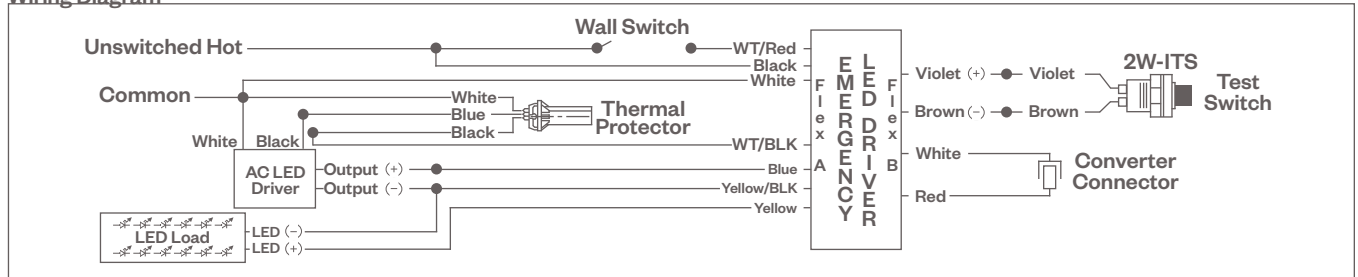 Wiring Diagram
Unswitched Hot
Wall Switch
WT/Red
Black
White
Common
White
Blue
Black
Thermal
Protector
White
Black
WT/BLK
AC LED
Driver
Output (+)
Output (-)
Blue
Yellow/BLK
Yellow
LED Load
LED (-)
LED (+)
Flex A
EMERGENCY
LED DRIVER
Flex B
Violet (+)
Violet
Brown (-)
Brown
2W-ITS
Test
Switch
White
Red
Converter
Connector